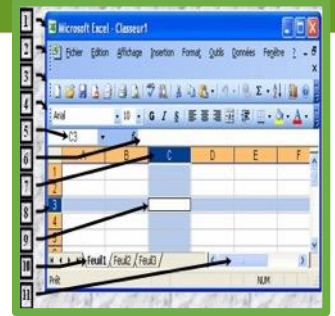 1 Microsoft Excel - Classeur1
2 Fichier Edition Affichage Insertion Format Outils Données Fenêtre ?
3
4 Arial 10 G I S
5 C3
6
7 A B C D E F
1
2
8 3
4
9 5
10 Feuil1 Feuil2 Feuil3
11 Prêt NUM